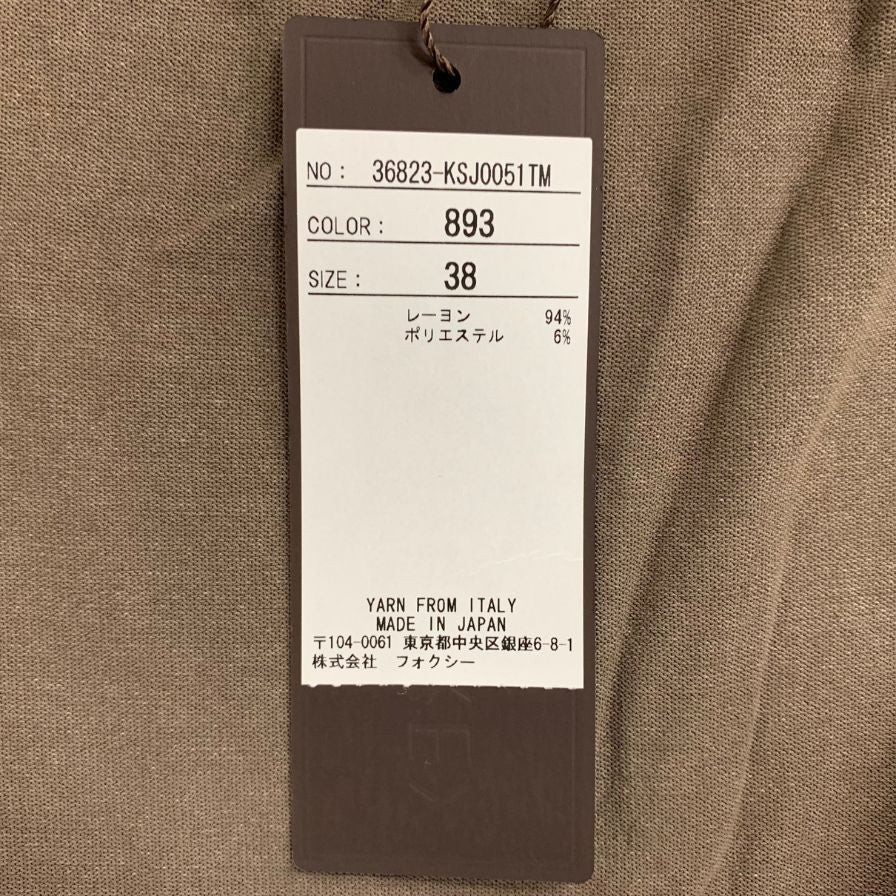 NO: 36823-KSJ0051TM
COLOR: 893
SIZE: 38
レーヨン 94%
ポリエステル 6%
YARN FROM ITALY
MADE IN JAPAN
〒104-0061 東京都中央区銀座6-8-1
株式会社 フォクシー